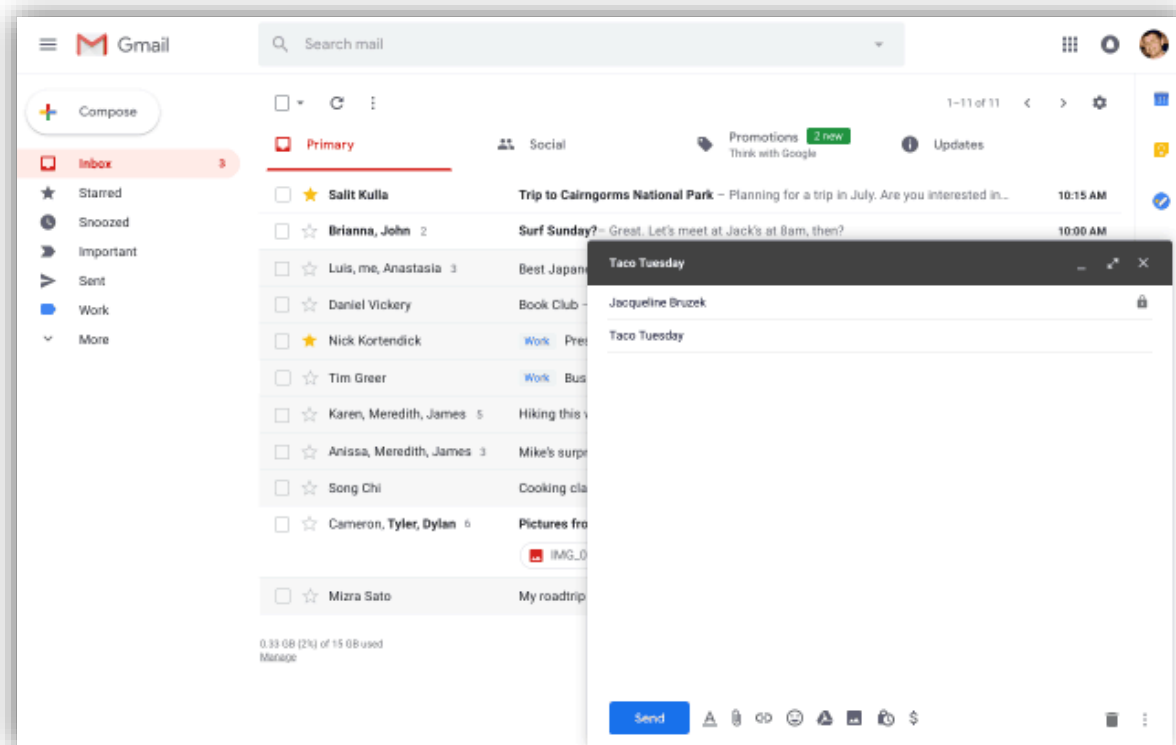 Gmail
Search mail
Compose
1–11 of 11
Primary
Social
Promotions 2 new
Think with Google
Updates
Inbox 3
Starred
Snoozed
Important
Sent
Work
More
Salit Kulla Trip to Cairngorms National Park – Planning for a trip in July. Are you interested in... 10:15 AM
Brianna, John 2 Surf Sunday?– Great. Let's meet at Jack's at 8am, then? 10:00 AM
Luis, me, Anastasia 3 Best Japan
Daniel Vickery Book Club –
Nick Kortendick Work Pres
Tim Greer Work Bus
Karen, Meredith, James 5 Hiking this
Anissa, Meredith, James 3 Mike's surpr
Song Chi Cooking cla
Cameron, Tyler, Dylan 6 Pictures fro
IMG_0
Mizra Sato My roadtrip
0.33 GB (2%) of 15 GB used
Manage
Taco Tuesday
Jacqueline Bruzek
Taco Tuesday
Send